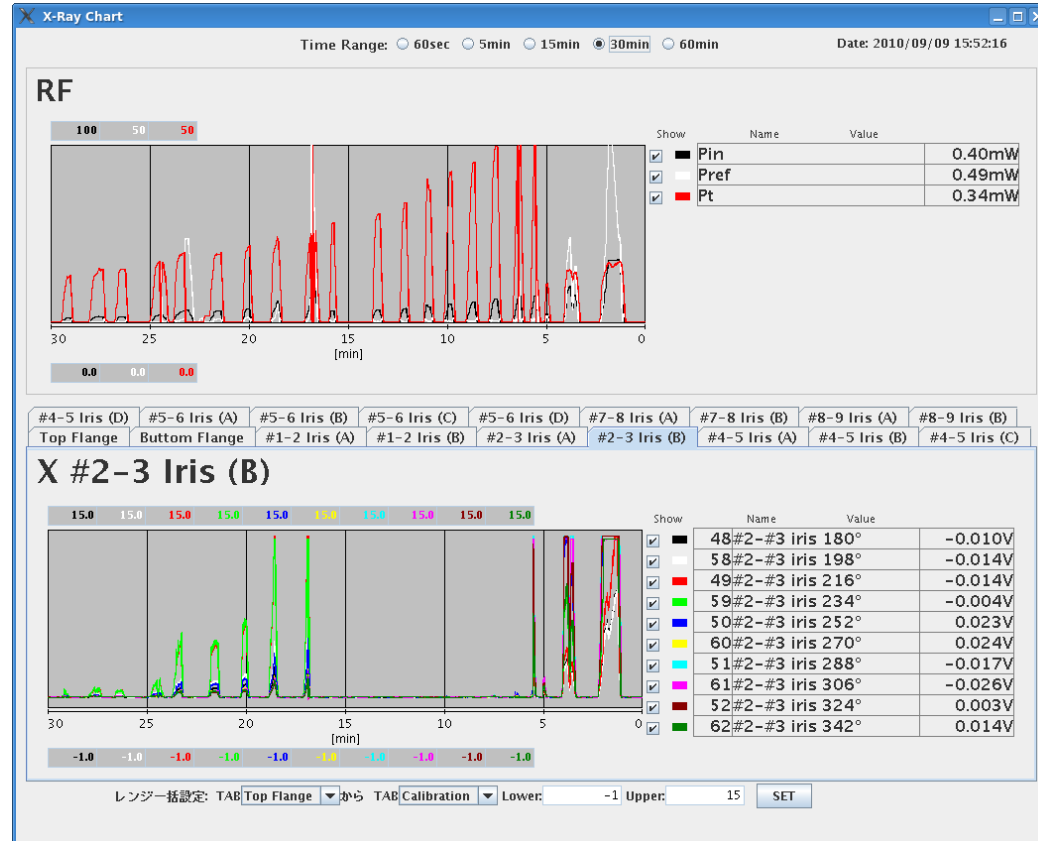 X-Ray Chart
Time Range: 60sec 5min 15min 30min 60min Date: 2010/09/09 15:52:16
RF
100 50 50
Show Name Value
Pin 0.40mW
Pref 0.49mW
Pt 0.34mW
30 25 20 15 10 5 0
[min]
0.0 0.0 0.0
#4-5 Iris (D) #5-6 Iris (A) #5-6 Iris (B) #5-6 Iris (C) #5-6 Iris (D) #7-8 Iris (A) #7-8 Iris (B) #8-9 Iris (A) #8-9 Iris (B)
Top Flange Buttom Flange #1-2 Iris (A) #1-2 Iris (B) #2-3 Iris (A) #2-3 Iris (B) #4-5 Iris (A) #4-5 Iris (B) #4-5 Iris (C)
X #2-3 Iris (B)
15.0 15.0 15.0 15.0 15.0 15.0 15.0 15.0 15.0 15.0
Show Name Value
48 #2-#3 iris 180° -0.010V
58 #2-#3 iris 198° -0.014V
49 #2-#3 iris 216° -0.014V
59 #2-#3 iris 234° -0.004V
50 #2-#3 iris 252° 0.023V
60 #2-#3 iris 270° 0.024V
51 #2-#3 iris 288° -0.017V
61 #2-#3 iris 306° -0.026V
52 #2-#3 iris 324° 0.003V
62 #2-#3 iris 342° 0.014V
30 25 20 15 10 5 0
[min]
-1.0 -1.0 -1.0 -1.0 -1.0 -1.0 -1.0 -1.0 -1.0 -1.0
レンジ一括設定: TAB Top Flange から TAB Calibration Lower: -1 Upper: 15 SET